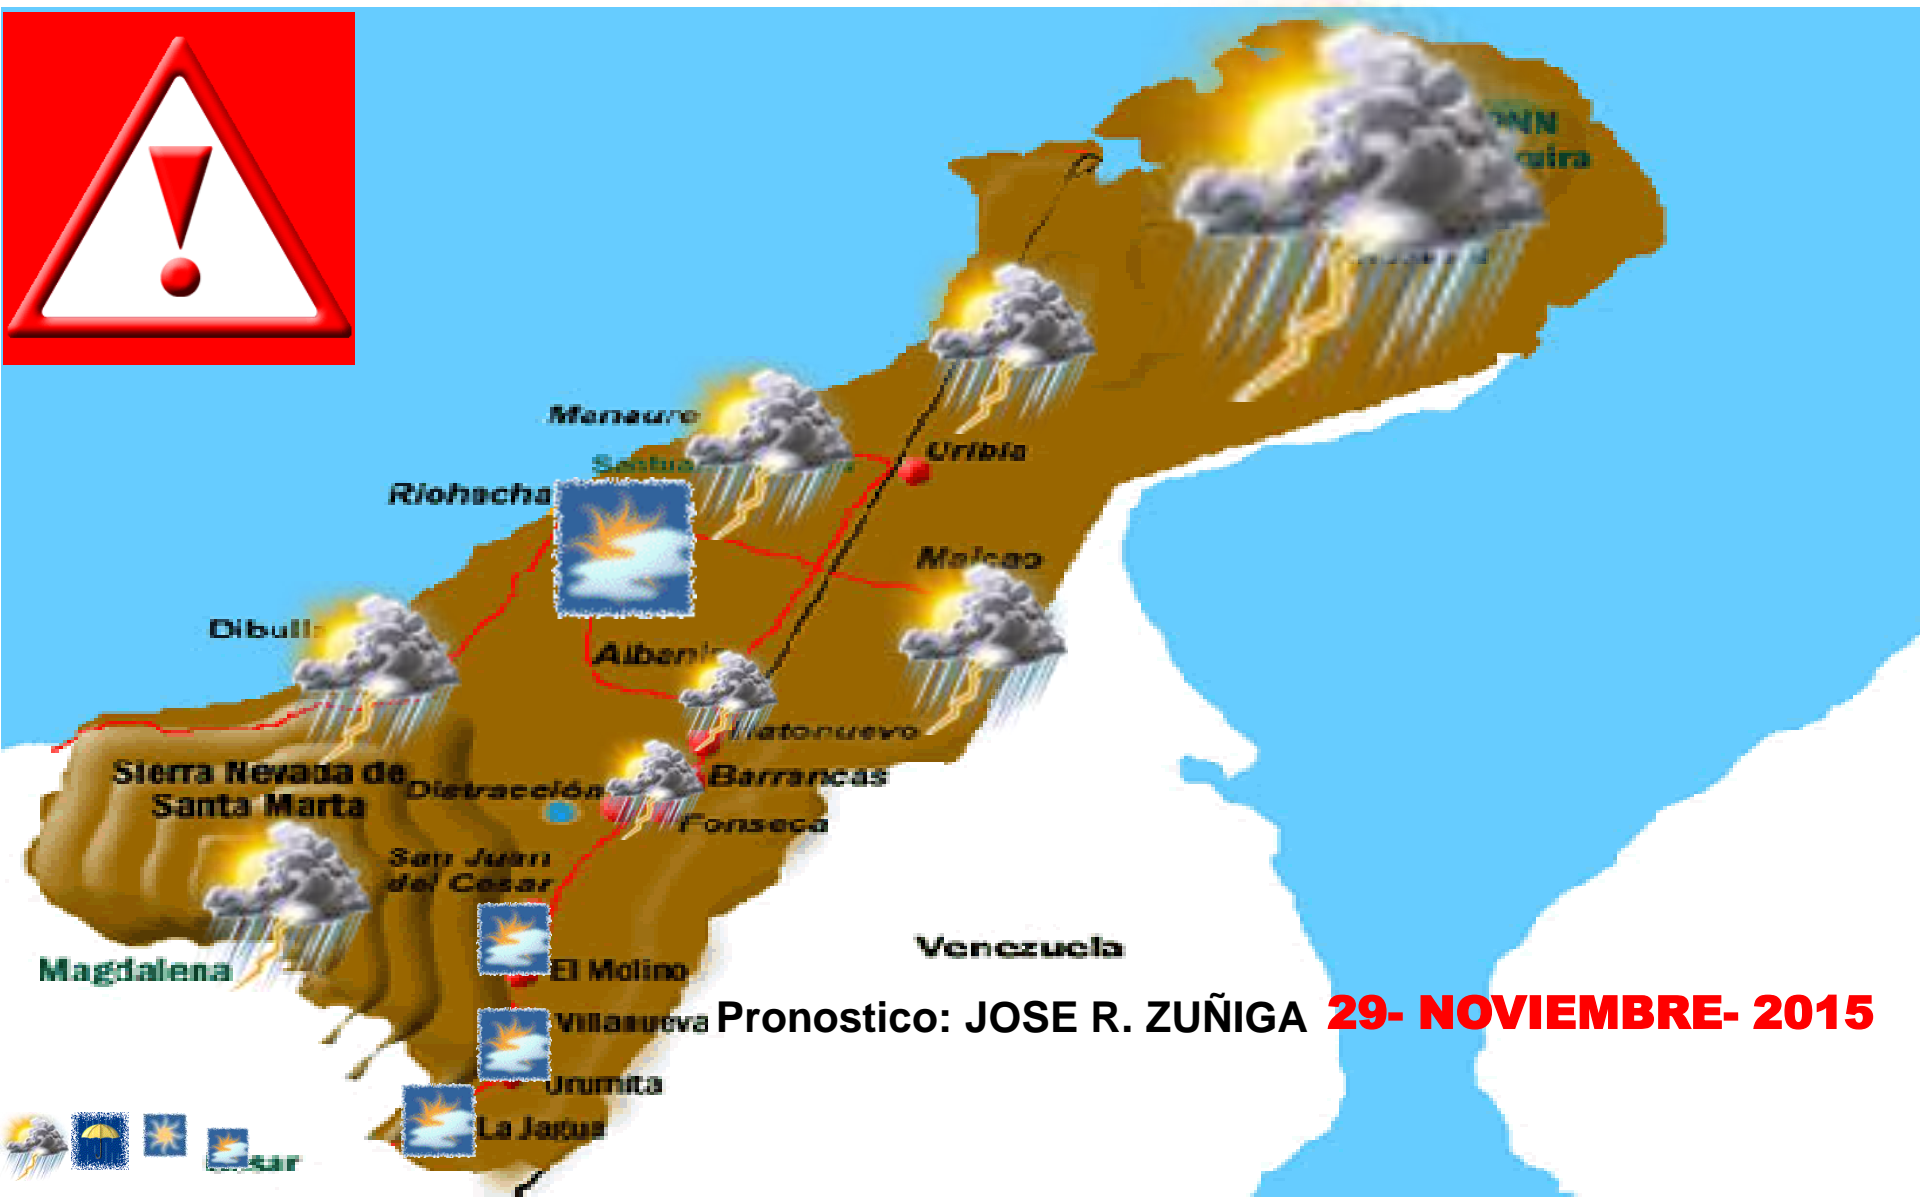 Manaure
Uribia
Riohacha
Maicao
Dibulla
Albania
Hatonuevo
Sierra Nevada de
Santa Marta
Distracción
Barrancas
Fonseca
San Juan
del Cesar
Magdalena
El Molino
Venezuela
Villanueva
Pronostico: JOSE R. ZUÑIGA 29- NOVIEMBRE- 2015
Urumita
La Jagua